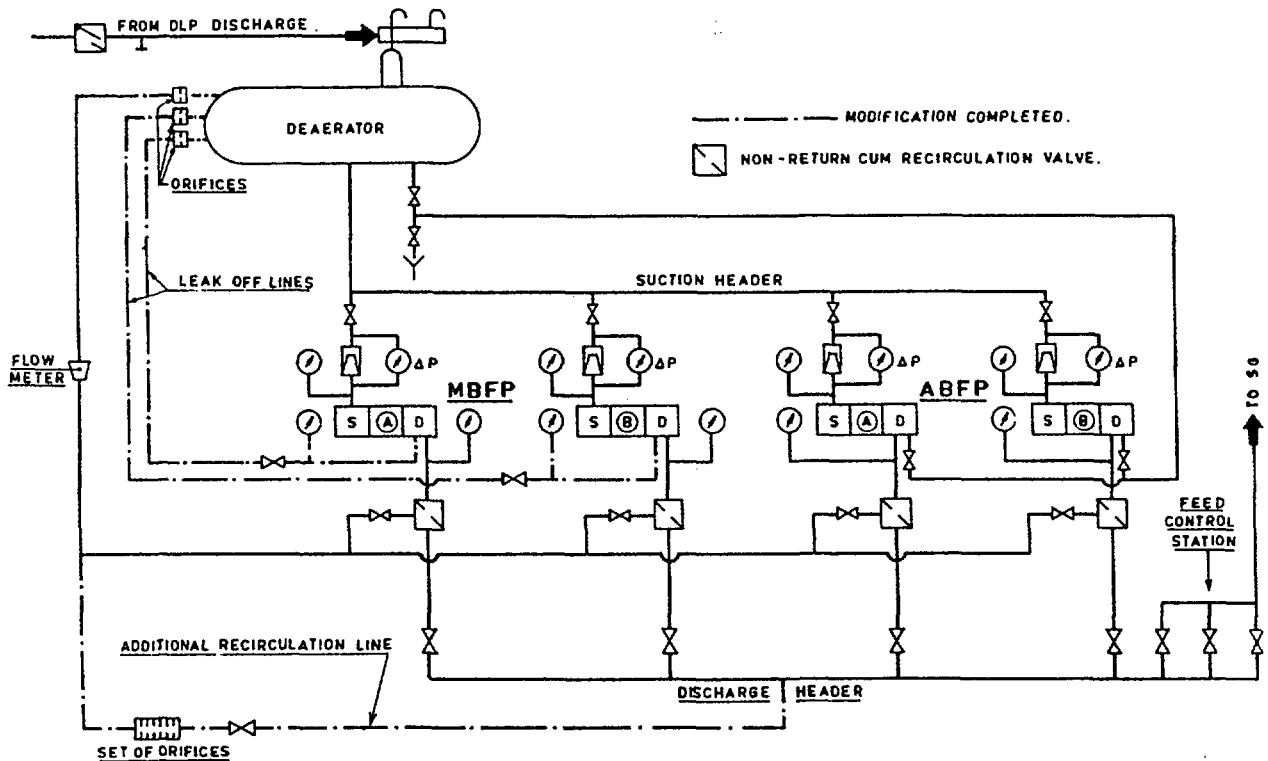 FROM DLP DISCHARGE.
DEAERATOR
MODIFICATION COMPLETED.
NON-RETURN CUM RECIRCULATION VALVE.
ORIFICES
LEAK OFF LINES
SUCTION HEADER
FLOW
METER
ΔP
ΔP
ΔP
ΔP
MBFP
ABFP
TO SG
S A D
S B D
S A D
S B D
FEED
CONTROL
STATION
ADDITIONAL RECIRCULATION LINE
DISCHARGE HEADER
SET OF ORIFICES